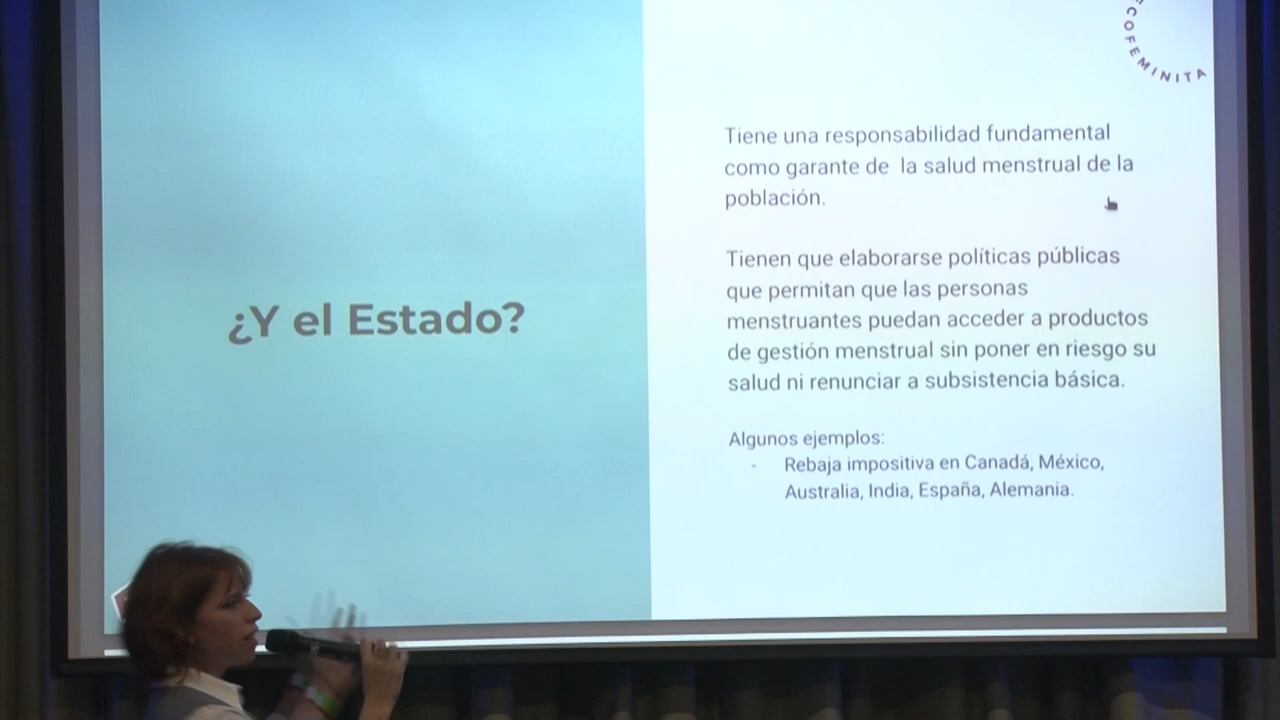 COFEMINITA
¿Y el Estado?
Tiene una responsabilidad fundamental
como garante de la salud menstrual de la
población.
Tienen que elaborarse políticas públicas
que permitan que las personas
menstruantes puedan acceder a productos
de gestión menstrual sin poner en riesgo su
salud ni renunciar a subsistencia básica.
Algunos ejemplos:
- Rebaja impositiva en Canadá, México,
Australia, India, España, Alemania.